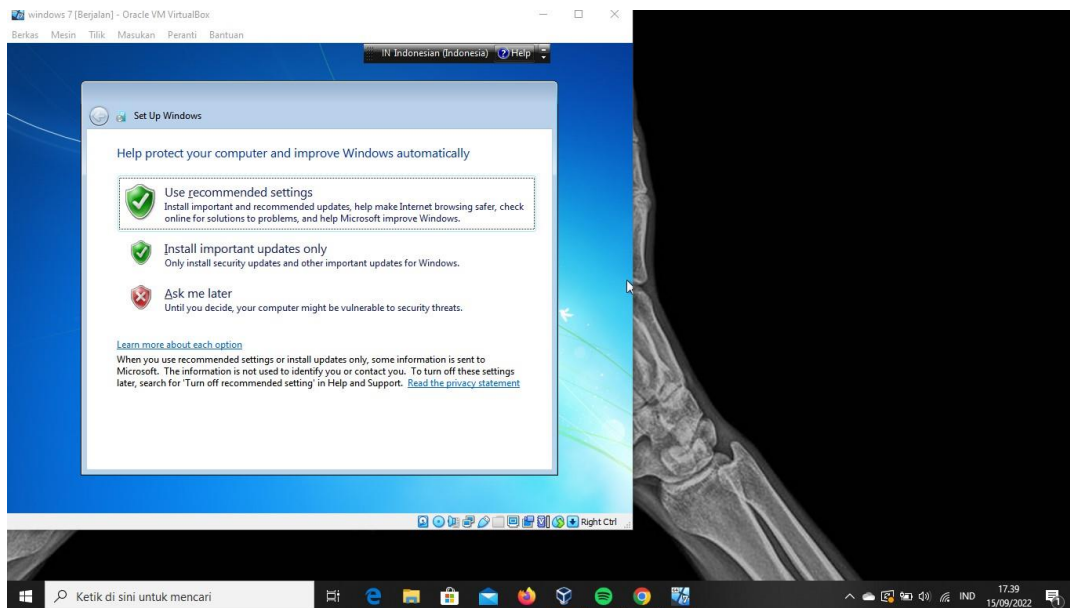 windows 7 [Berjalan] - Oracle VM VirtualBox
Berkas Mesin Tilik Masukan Peranti Bantuan
IN Indonesian (Indonesia) Help
Set Up Windows
Help protect your computer and improve Windows automatically
Use recommended settings
Install important and recommended updates, help make Internet browsing safer, check
online for solutions to problems, and help Microsoft improve Windows.
Install important updates only
Only install security updates and other important updates for Windows.
Ask me later
Until you decide, your computer might be vulnerable to security threats.
Learn more about each option
When you use recommended settings or install updates only, some information is sent to
Microsoft. The information is not used to identify you or contact you. To turn off these settings
later, search for 'Turn off recommended setting' in Help and Support. Read the privacy statement
Right Ctrl
Ketik di sini untuk mencari
IND
17.39
15/09/2022
1